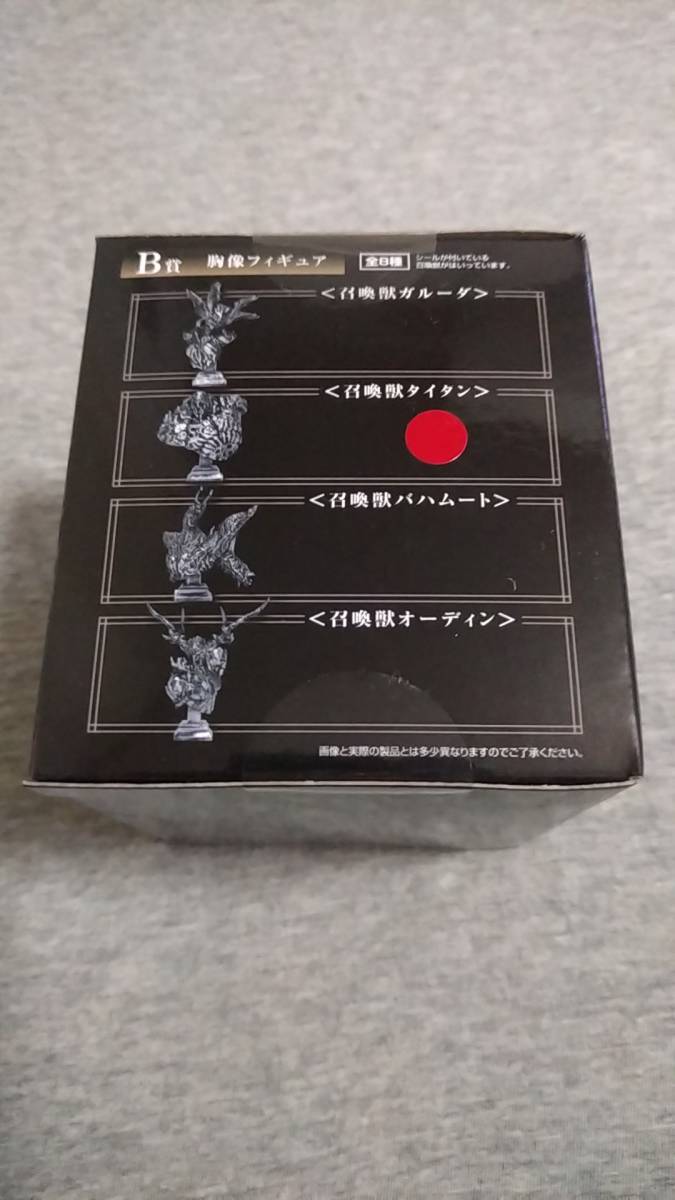 B賞 胸像フィギュア 全8種 シールが付いている
召喚獣がはいっています。
＜召喚獣ガルーダ＞
＜召喚獣タイタン＞
＜召喚獣バハムート＞
＜召喚獣オーディン＞
画像と実際の製品とは多少異なりますのでご了承ください。